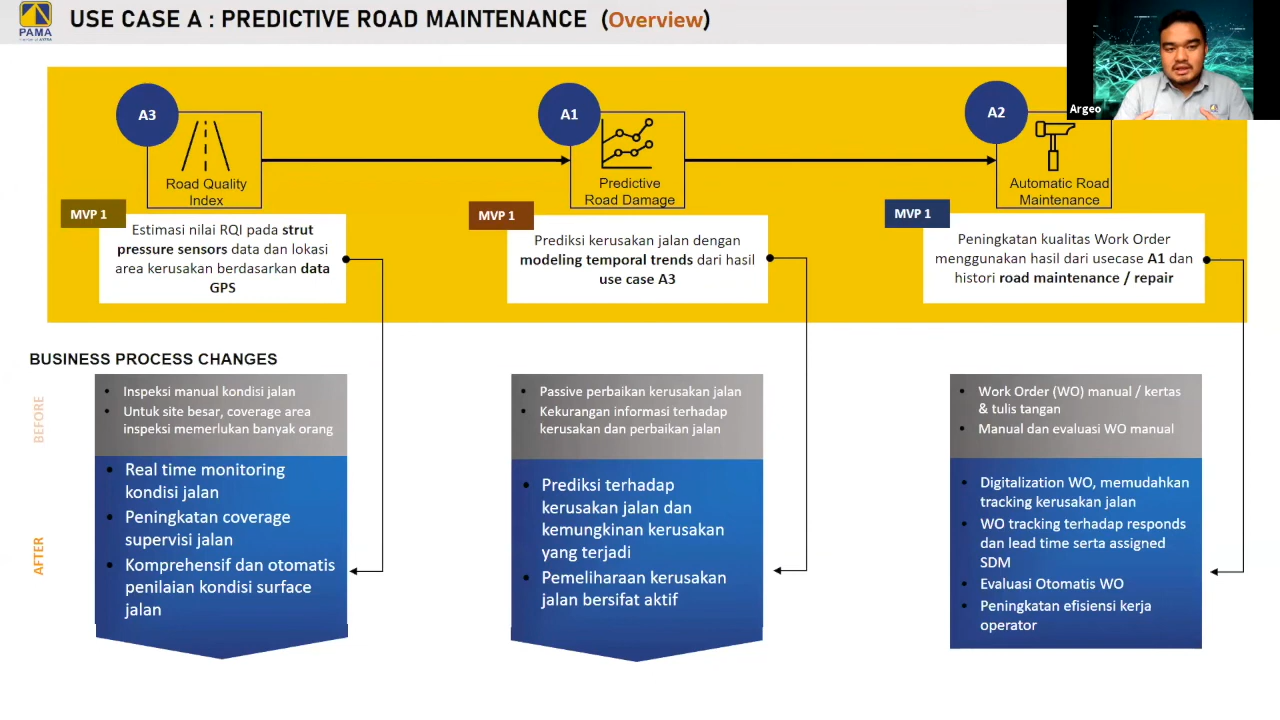 PAMA
USE CASE A : PREDICTIVE ROAD MAINTENANCE (Overview)
Argeo
A3
Road Quality
Index
MVP 1
Estimasi nilai RQI pada strut
pressure sensors data dan lokasi
area kerusakan berdasarkan data
GPS
A1
Predictive
Road Damage
MVP 1
Prediksi kerusakan jalan dengan
modeling temporal trends dari hasil
use case A3
A2
Automatic Road
Maintenance
MVP 1
Peningkatan kualitas Work Order
menggunakan hasil dari usecase A1 dan
histori road maintenance / repair
BUSINESS PROCESS CHANGES
BEFORE
• Inspeksi manual kondisi jalan
• Untuk site besar, coverage area
inspeksi memerlukan banyak orang
• Passive perbaikan kerusakan jalan
• Kekurangan informasi terhadap
kerusakan dan perbaikan jalan
• Work Order (WO) manual / kertas
& tulis tangan
• Manual dan evaluasi WO manual
AFTER
• Real time monitoring
kondisi jalan
• Peningkatan coverage
supervisi jalan
• Komprehensif dan otomatis
penilaian kondisi surface
jalan
• Prediksi terhadap
kerusakan jalan dan
kemungkinan kerusakan
yang terjadi
• Pemeliharaan kerusakan
jalan bersifat aktif
• Digitalization WO, memudahkan
tracking kerusakan jalan
• WO tracking terhadap responds
dan lead time serta assigned
SDM
• Evaluasi Otomatis WO
• Peningkatan efisiensi kerja
operator